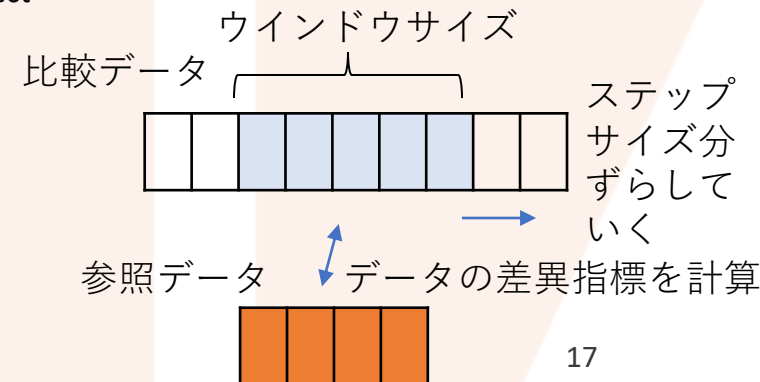 ウインドウサイズ
比較データ
ステップ
サイズ分
ずらして
いく
参照データ
データの差異指標を計算
17